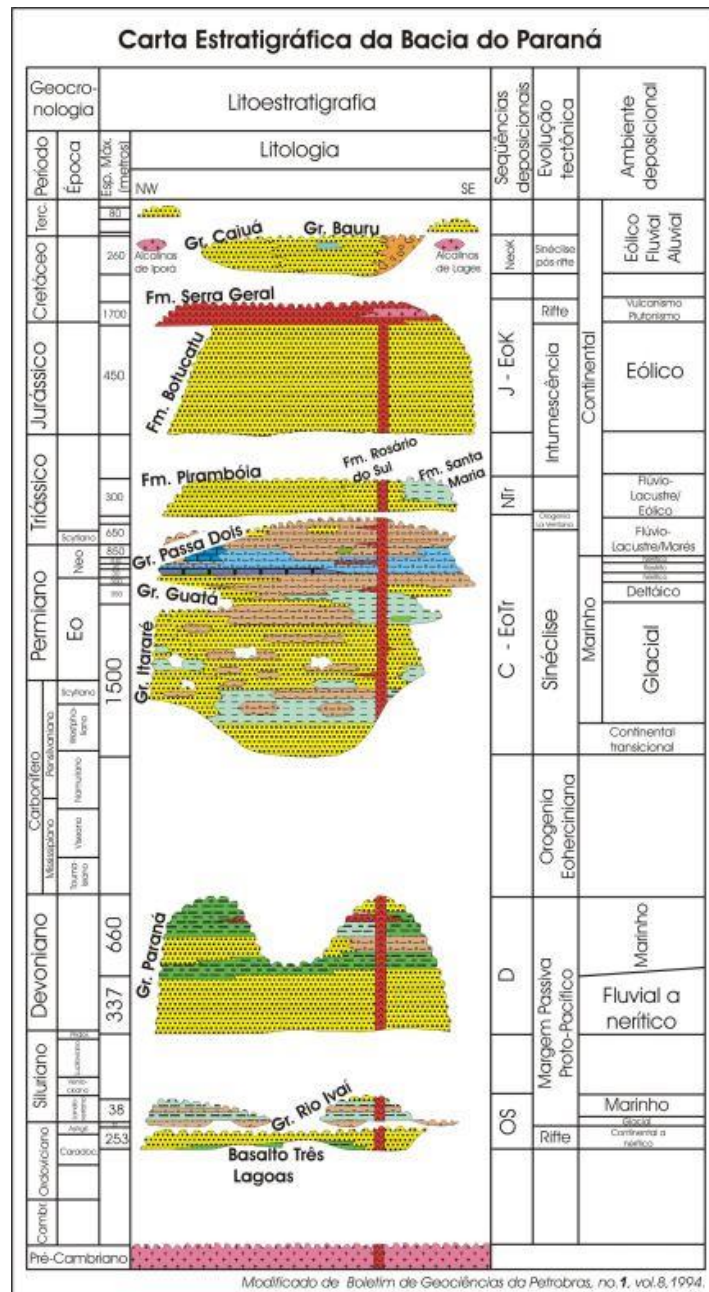 Carta Estratigráfica da Bacia do Paraná
Geocro-
nologia
Litoestratigrafia
Período
Época
Esp. Máx.
(metros)
Litologia
NW
SE
Seqüências
deposicionais
Evolução
tectônica
Ambiente
deposicional
Terc.
80
Gr. Caiuá
Gr. Bauru
Cretáceo
260
Alcalinas
de Iporá
Alcalinas
de Lages
NeoK
Sinéclise
pós-rifte
Eólico
Fluvial
Aluvial
Fm. Serra Geral
1700
Rifte
Vulcanismo
Plutonismo
Jurássico
450
Fm. Botucatu
J - EoK
Intumescência
Continental
Eólico
Triássico
Fm. Pirambóia
Fm. Rosário
do Sul
Fm. Santa
Maria
300
NTr
Flúvio-
Lacustre/
Eólico
Orogenia
La Ventana
Scytiano
650
Gr. Passa Dois
Flúvio-
Lacustre/Marés
Permiano
Neo
850
Gr. Guatá
Deltáico
Eo
Gr. Itararé
1500
C - EoTr
Sinéclise
Marinho
Glacial
Scytiano
Carbonífero
Pensilvaniano
Continental
transicional
Namuriano
Mississipiano
Viseano
Orogenia
Eoherciniana
Devoniano
660
337
Gr. Paraná
D
Margem Passiva
Proto-Pacífico
Marinho
Fluvial a
nerítico
Siluriano
38
Gr. Rio Ivaí
OS
Marinho
Glacial
Ordoviciano
Caradoc.
253
Rifte
Continental a
nerítico
Basalto Três
Lagoas
Cambr.
Pré-Cambriano
Modificado de Boletim de Geociências da Petrobras, no.1, vol.8,1994.